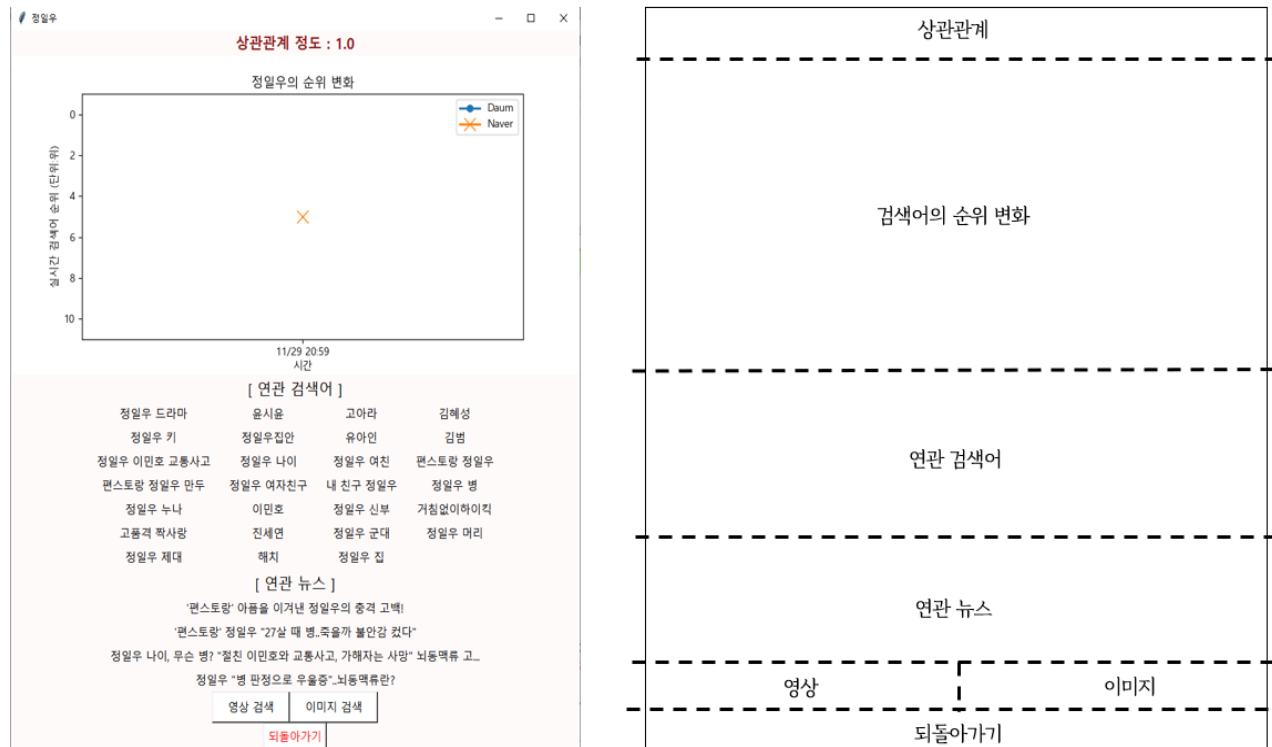 정일우
상관관계 정도 : 1.0
정일우의 순위 변화
Daum
Naver
실시간 검색어 순위 (단위:위)
0
2
4
6
8
10
11/29 20:59
시간
[ 연관 검색어 ]
정일우 드라마 윤시윤 고아라 김혜성
정일우 키 정일우집안 유아인 김범
정일우 이민호 교통사고 정일우 나이 정일우 여친 편스토랑 정일우
편스토랑 정일우 만두 정일우 여자친구 내 친구 정일우 정일우 병
정일우 누나 이민호 정일우 신부 거침없이하이킥
고품격 짝사랑 진세연 정일우 군대 정일우 머리
정일우 제대 해치 정일우 집
[ 연관 뉴스 ]
'편스토랑' 아픔을 이겨낸 정일우의 충격 고백!
'편스토랑' 정일우 "27살 때 병..죽을까 불안감 컸다"
정일우 나이, 무슨 병? "절친 이민호와 교통사고, 가해자는 사망" 뇌동맥류 고...
정일우 "병 판정으로 우울증"..뇌동맥류란?
영상 검색 이미지 검색
되돌아가기
상관관계
검색어의 순위 변화
연관 검색어
연관 뉴스
영상 이미지
되돌아가기